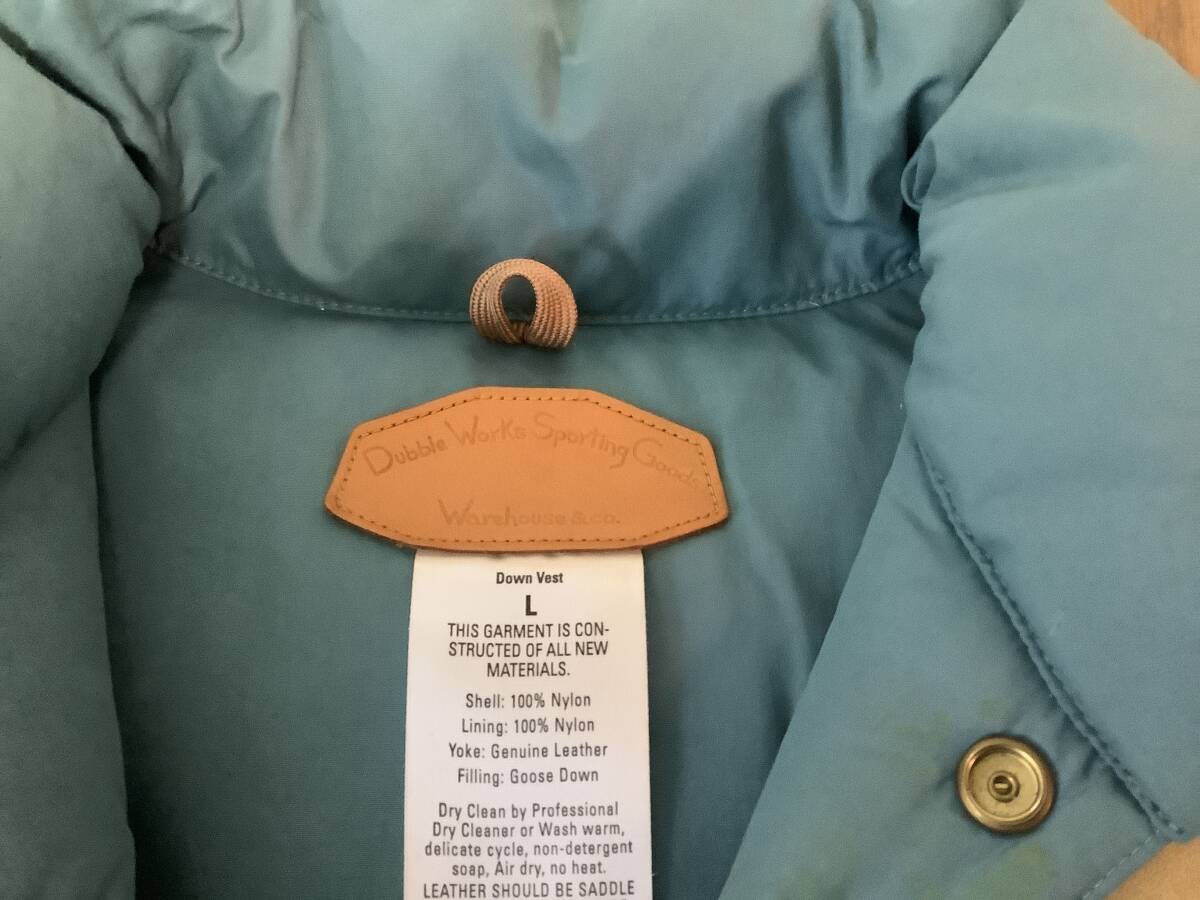 Dubble Works Sporting Goods
Warehouse & co.
Down Vest
L
THIS GARMENT IS CON-
STRUCTED OF ALL NEW
MATERIALS.
Shell: 100% Nylon
Lining: 100% Nylon
Yoke: Genuine Leather
Filling: Goose Down
Dry Clean by Professional
Dry Cleaner or Wash warm,
delicate cycle, non-detergent
soap, Air dry, no heat.
LEATHER SHOULD BE SADDLE